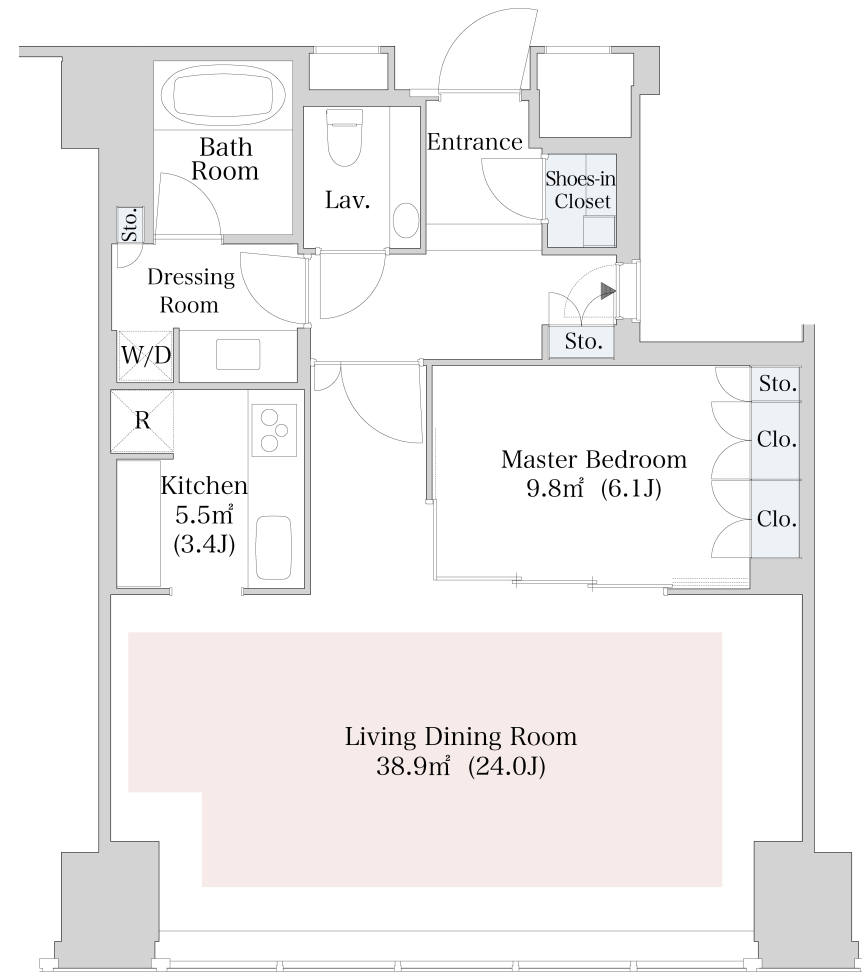 Bath
Room
Entrance
Lav.
Shoes-in
Closet
Sto.
Dressing
Room
W/D
Sto.
R
Sto.
Clo.
Clo.
Master Bedroom
9.8㎡ (6.1J)
Kitchen
5.5㎡
(3.4J)
Living Dining Room
38.9㎡ (24.0J)